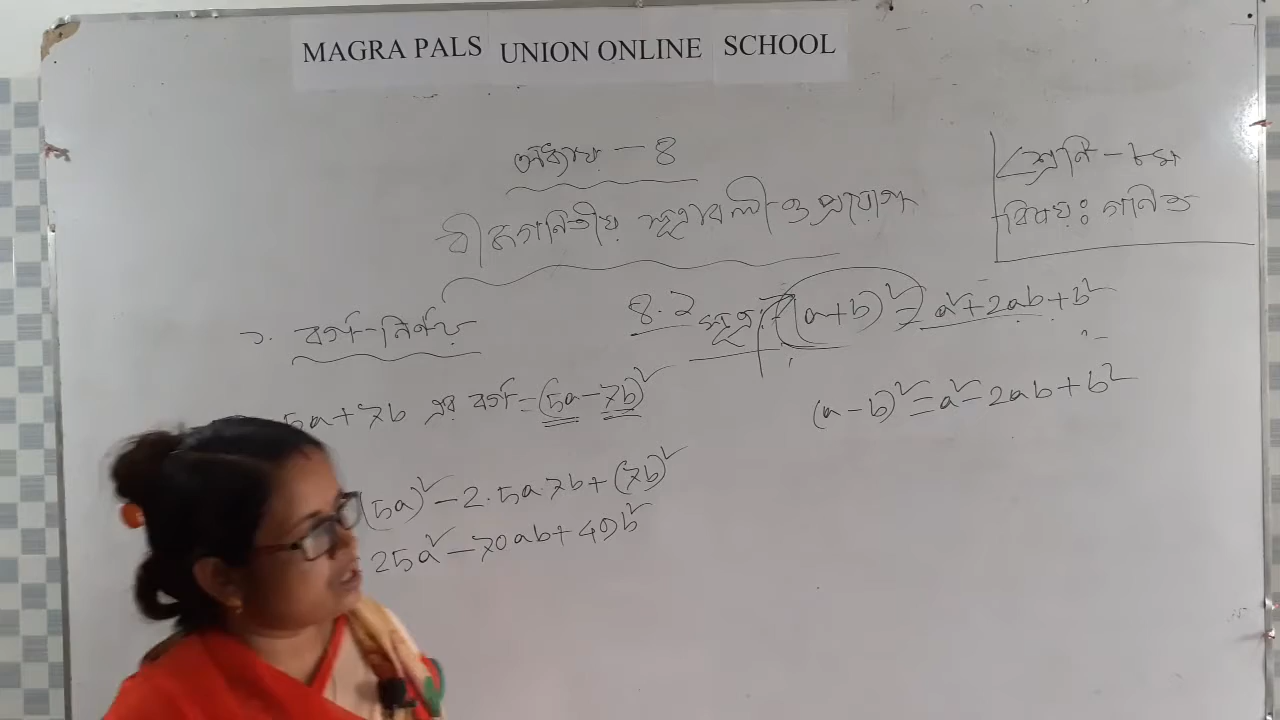 MAGRA PALS UNION ONLINE SCHOOL
অধ্যায় - ৪
বীজগণিতীয় সূত্রাবলী ও প্রয়োগ
শ্রেণি - ৮ম
বিষয়ঃ গণিত
১. বর্গ-নির্ণয়
৪.২ সূত্র: (a+b)² = a²+2ab+b²
(a-b)² = a²-2ab+b²
5a+7b এর বর্গ = (5a-7b)²
(5a)²-2.5a.7b+(7b)²
= 25a²-70ab+49b²